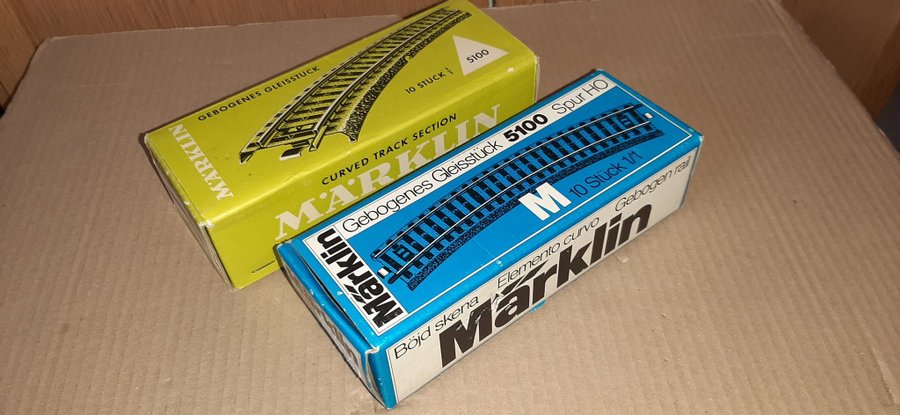 GEBOGENES GLEISSTÜCK
5100
10 STÜCK 1/1
CURVED TRACK SECTION
MÄRKLIN
MÄRKLIN
Gebogenes Gleisstück 5100 Spur HO
M 10 Stück 1/1
Märklin
Böjd skena Elemento curvo Gebogen rail
Märklin